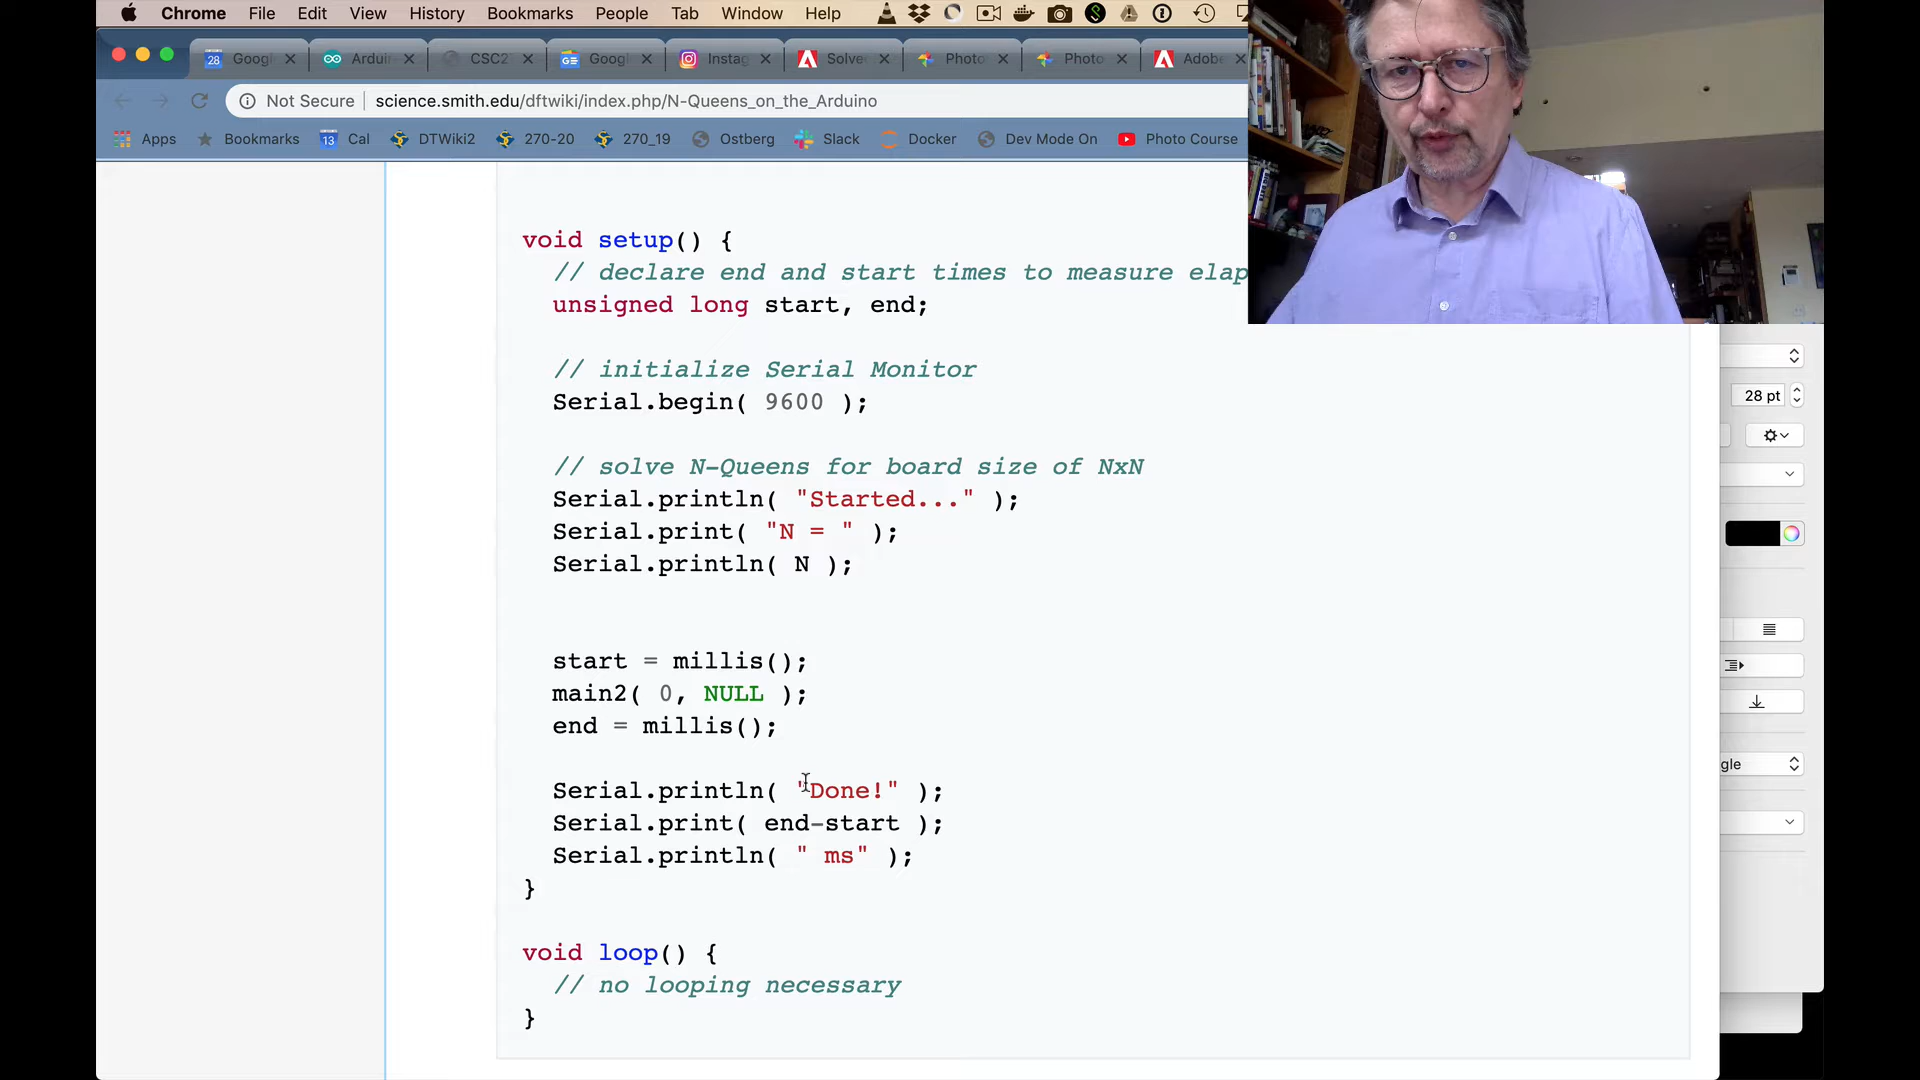 Chrome File Edit View History Bookmarks People Tab Window Help
28 Googl Arduin CSC2 Googl Instag Solve Photo Photo Adobe
Not Secure science.smith.edu/dftwiki/index.php/N-Queens_on_the_Arduino
Apps Bookmarks 13 Cal DTWiki2 270-20 270_19 Ostberg Slack Docker Dev Mode On Photo Course
void setup() {
// declare end and start times to measure elap
unsigned long start, end;
// initialize Serial Monitor
Serial.begin( 9600 );
// solve N-Queens for board size of NxN
Serial.println( "Started..." );
Serial.print( "N = " );
Serial.println( N );
start = millis();
main2( 0, NULL );
end = millis();
Serial.println( "Done!" );
Serial.print( end-start );
Serial.println( " ms" );
}
void loop() {
// no looping necessary
}
28 pt
gle